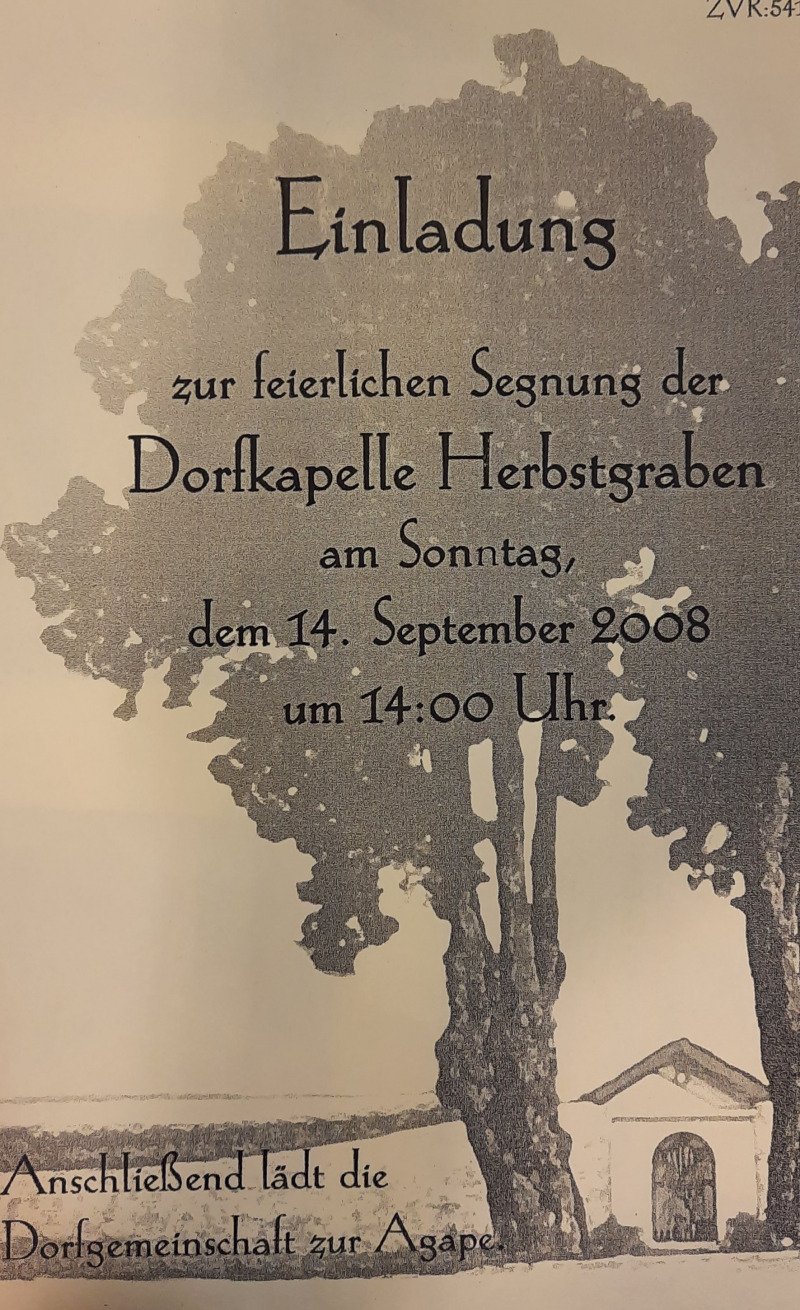 Einladung
zur feierlichen Segnung der
Dorfkapelle Herbstgraben
am Sonntag,
dem 14. September 2008
um 14:00 Uhr.
Anschließend lädt die
Dorfgemeinschaft zur Agape.